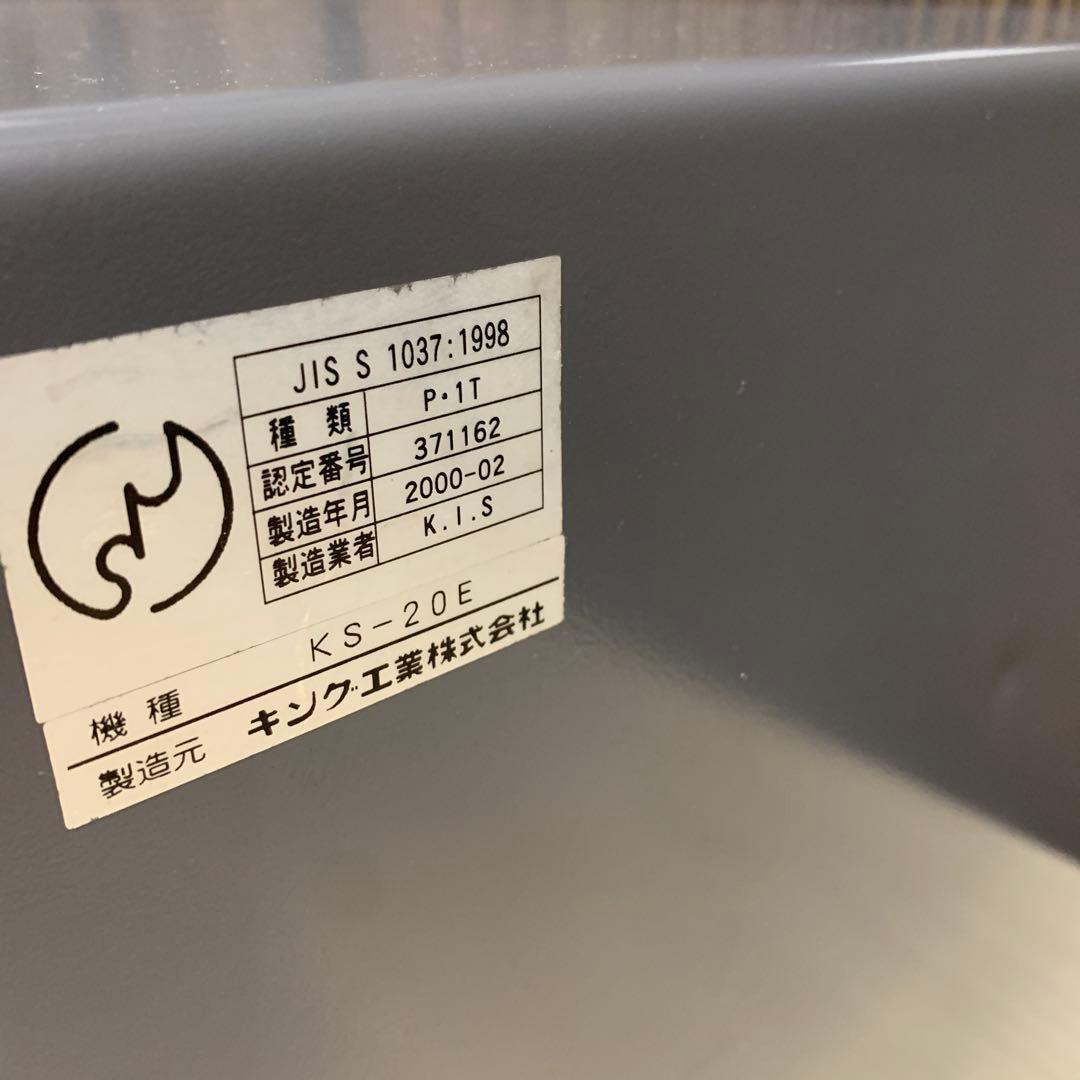 JIS S 1037:1998
種類 P・1T
認定番号 371162
製造年月 2000-02
製造業者 K.I.S
機種 KS-20E
製造元 キング工業株式会社